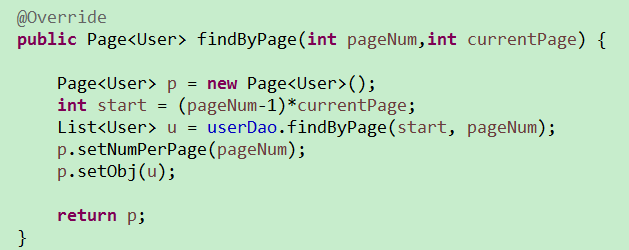 @Override
public Page<User> findByPage(int pageNum,int currentPage) {
Page<User> p = new Page<User>();
int start = (pageNum-1)*currentPage;
List<User> u = userDao.findByPage(start, pageNum);
p.setNumPerPage(pageNum);
p.setObj(u);
return p;
}